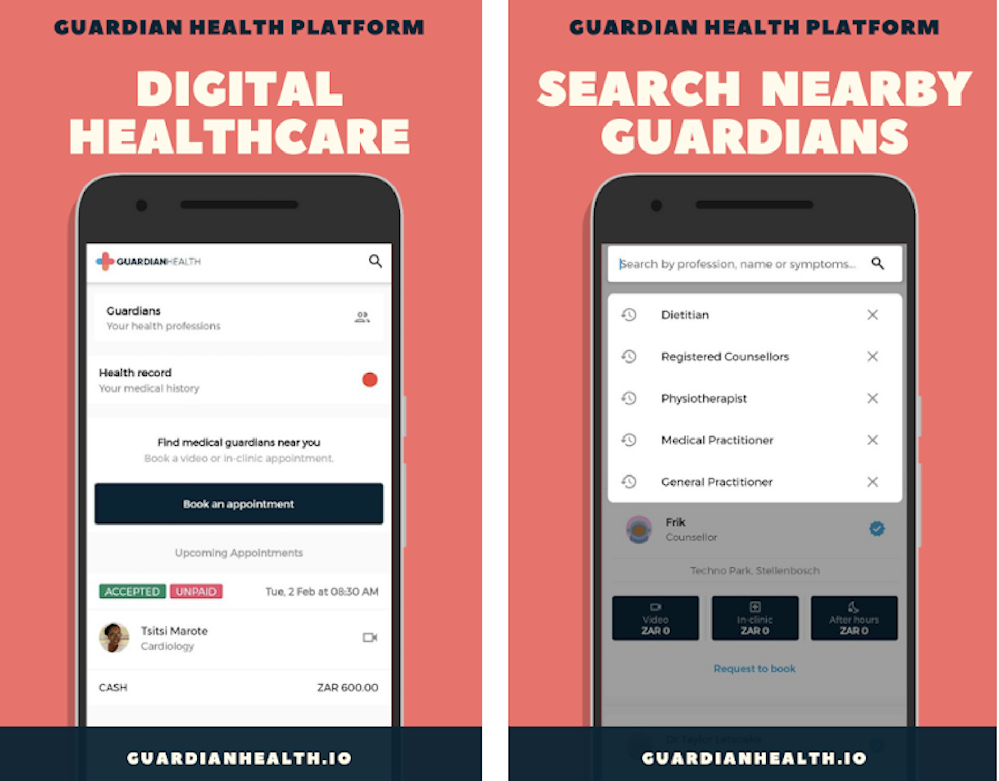 GUARDIAN HEALTH PLATFORM
DIGITAL
HEALTHCARE
GUARDIANHEALTH
Guardians
Your health professions
Health record
Your medical history
Find medical guardians near you
Book a video or in-clinic appointment.
Book an appointment
Upcoming Appointments
ACCEPTED UNPAID Tue, 2 Feb at 08:30 AM
Tsitsi Marote
Cardiology
CASH ZAR 600.00
GUARDIANHEALTH.IO
GUARDIAN HEALTH PLATFORM
SEARCH NEARBY
GUARDIANS
Search by profession, name or symptoms...
Dietitian
Registered Counsellors
Physiotherapist
Medical Practitioner
General Practitioner
Frik
Counsellor
Techno Park, Stellenbosch
Video In-clinic After hours
ZAR 0 ZAR 0 ZAR 0
Request to book
Dr Taylor Letsoaka
GUARDIANHEALTH.IO